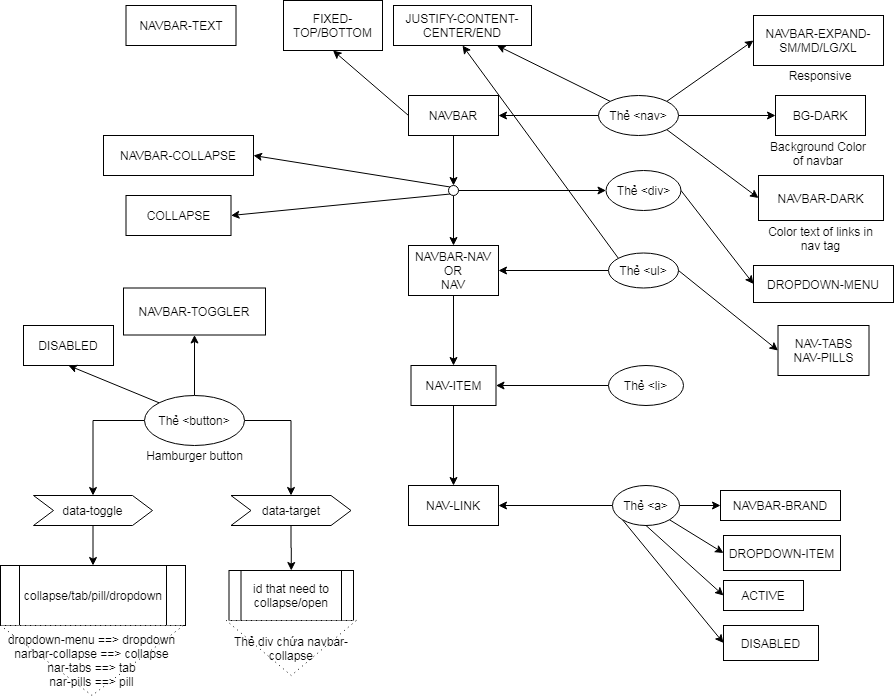 NAVBAR-TEXT
FIXED-
TOP/BOTTOM
JUSTIFY-CONTENT-
CENTER/END
NAVBAR-EXPAND-
SM/MD/LG/XL
Responsive
NAVBAR
Thẻ <nav>
BG-DARK
Background Color
of navbar
NAVBAR-COLLAPSE
COLLAPSE
Thẻ <div>
NAVBAR-DARK
Color text of links in
nav tag
NAVBAR-NAV
OR
NAV
Thẻ <ul>
DROPDOWN-MENU
NAVBAR-TOGGLER
DISABLED
NAV-TABS
NAV-PILLS
NAV-ITEM
Thẻ <li>
Thẻ <button>
Hamburger button
data-toggle
data-target
NAV-LINK
Thẻ <a>
NAVBAR-BRAND
DROPDOWN-ITEM
ACTIVE
DISABLED
collapse/tab/pill/dropdown
id that need to
collapse/open
dropdown-menu ==> dropdown
narbar-collapse ==> collapse
nar-tabs ==> tab
nar-pills ==> pill
Thẻ div chứa navbar-
collapse